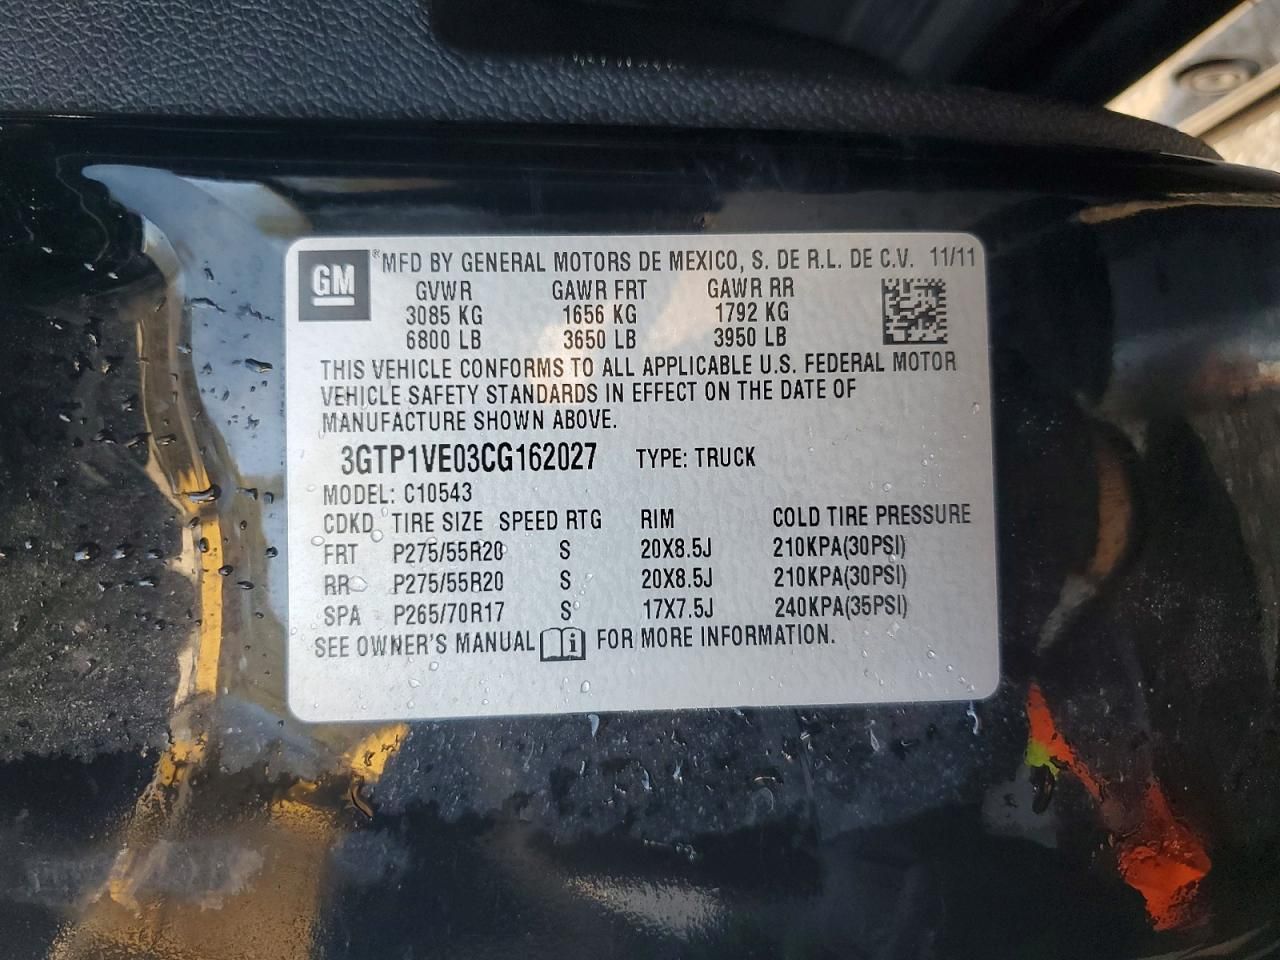 GM ® MFD BY GENERAL MOTORS DE MEXICO, S. DE R.L. DE C.V. 11/11
GVWR GAWR FRT GAWR RR
3085 KG 1656 KG 1792 KG
6800 LB 3650 LB 3950 LB
THIS VEHICLE CONFORMS TO ALL APPLICABLE U.S. FEDERAL MOTOR
VEHICLE SAFETY STANDARDS IN EFFECT ON THE DATE OF
MANUFACTURE SHOWN ABOVE.
3GTP1VE03CG162027 TYPE: TRUCK
MODEL: C10543
CDKD TIRE SIZE SPEED RTG RIM COLD TIRE PRESSURE
FRT P275/55R20 S 20X8.5J 210KPA(30PSI)
RR P275/55R20 S 20X8.5J 210KPA(30PSI)
SPA P265/70R17 S 17X7.5J 240KPA(35PSI)
SEE OWNER'S MANUAL FOR MORE INFORMATION.